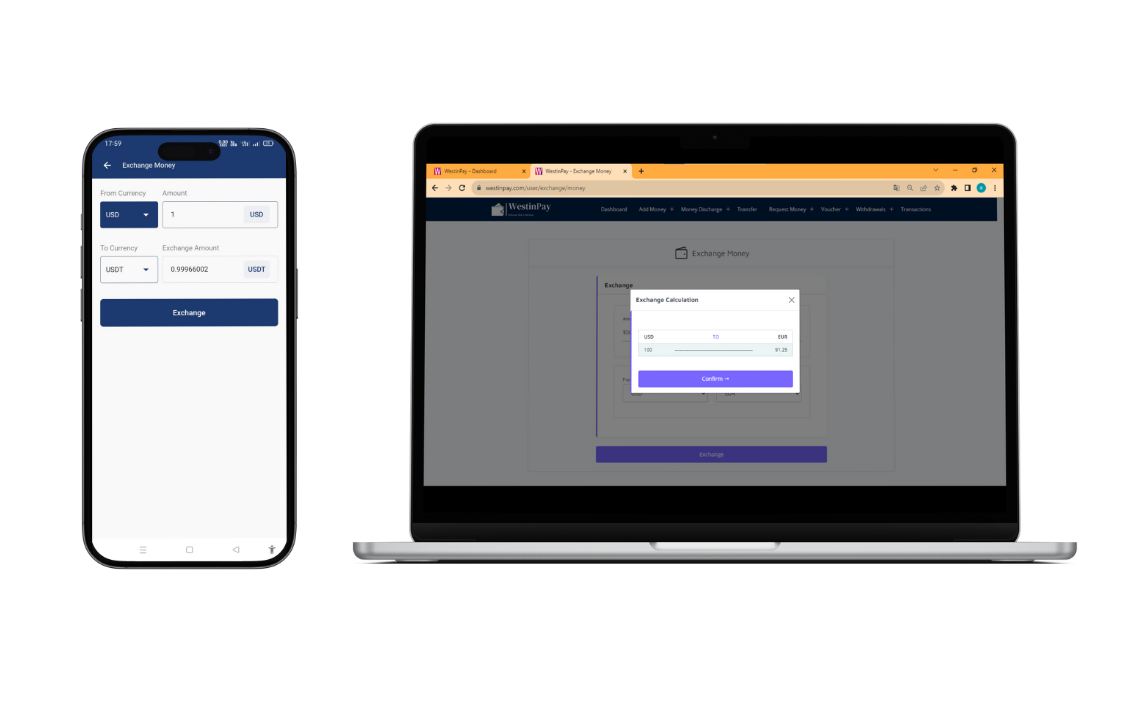 17:59
Exchange Money
From Currency Amount
USD 1 USD
To Currency Exchange Amount
USDT 0.99966002 USDT
Exchange
WestinPay - Dashboard WestinPay - Exchange Money
westinpay.com/user/exchange/money
WestinPay
Dashboard Add Money + Money Discharge + Transfer Request Money + Voucher + Withdrawals + Transactions
Exchange Money
Exchange
Exchange Calculation
USD TO EUR
100 91.25
Confirm →
Exchange